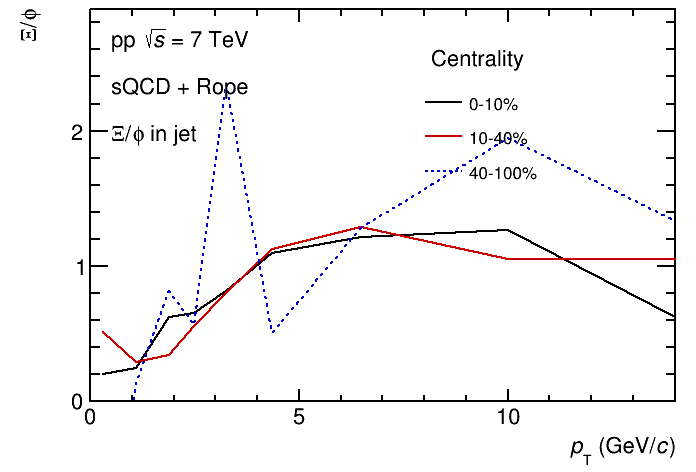 Ξ/ϕ
pp √s = 7 TeV
sQCD + Rope
Ξ/ϕ in jet
Centrality
0-10%
10-40%
40-100%
2
1
0
0 5 10
p_T (GeV/c)